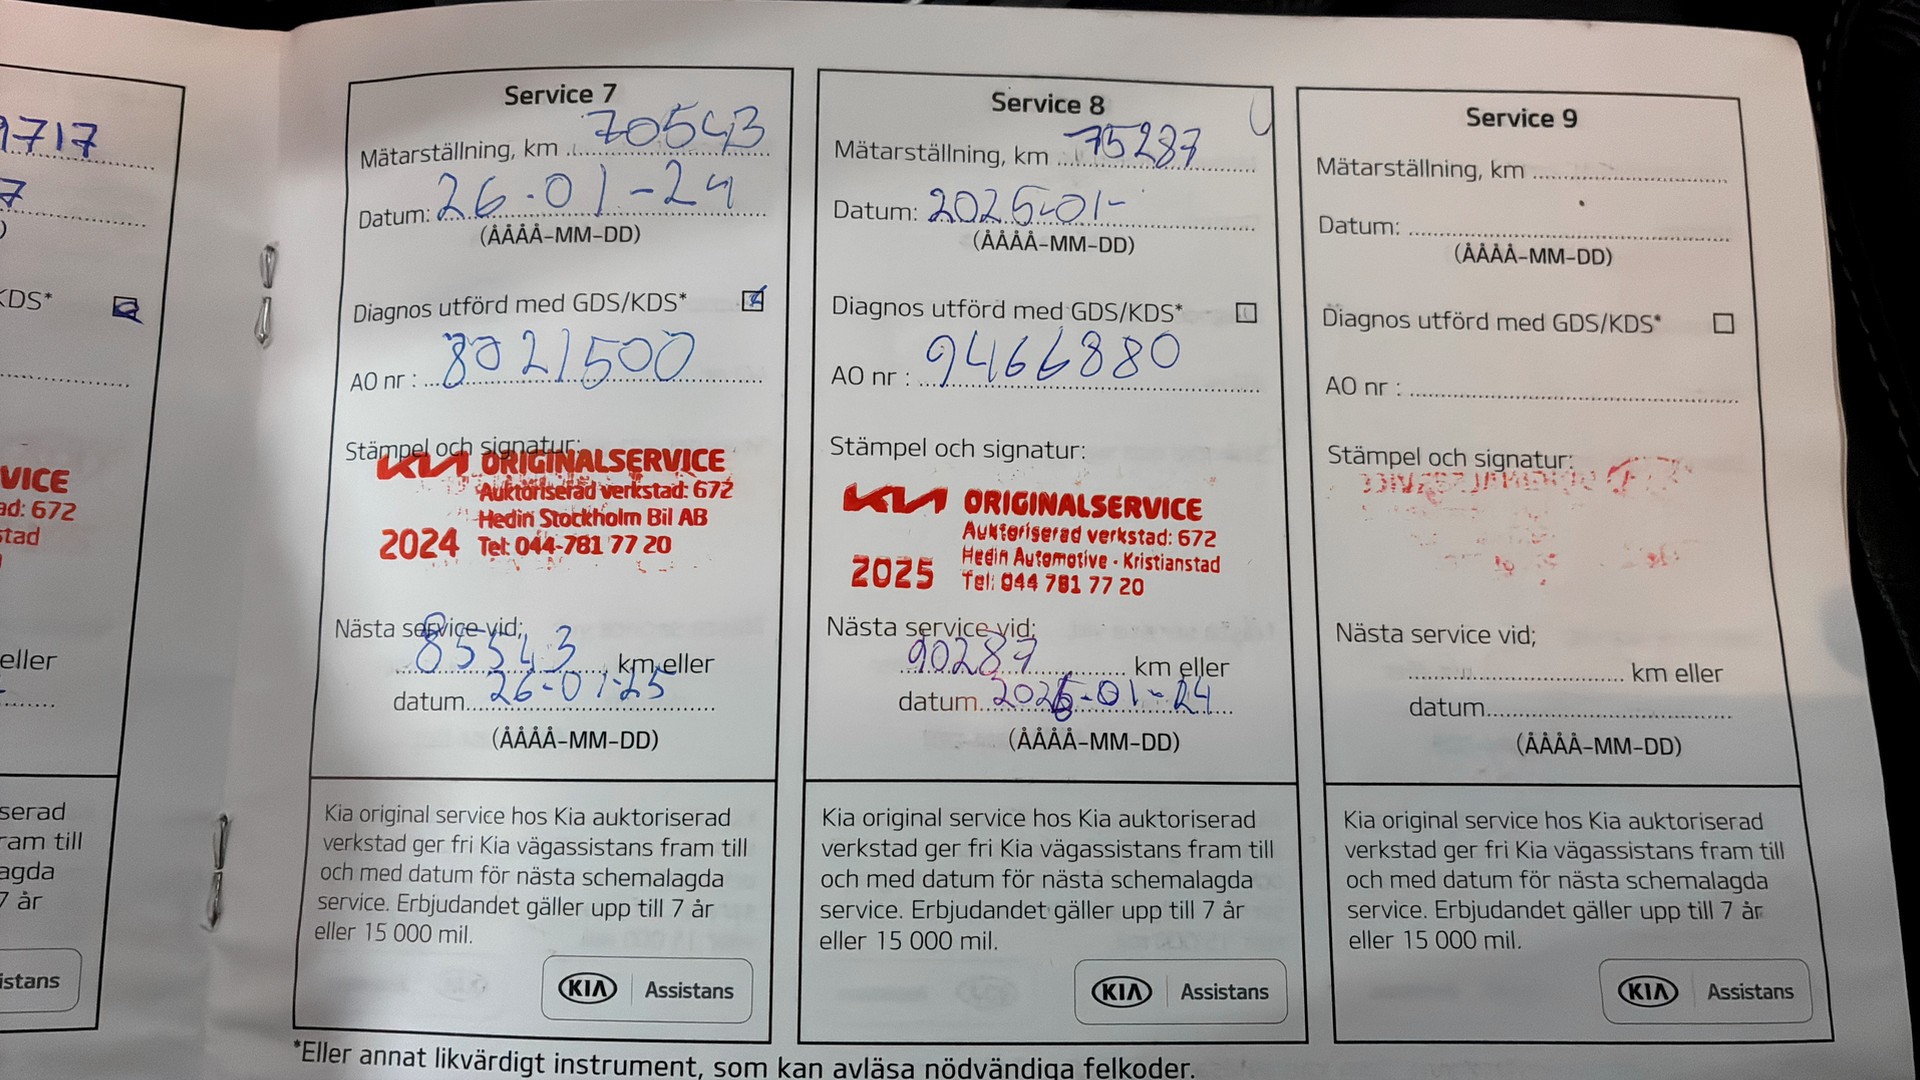 9717
7
)
KDS*
VICE
ad: 672
stad
eller
serad
ram till
agda
7 år
istans
Service 7
Mätarställning, km 70543
Datum: 26-01-24
(ÅÅÅÅ-MM-DD)
Diagnos utförd med GDS/KDS*
AO nr : 8021500
Stämpel och signatur:
KIA ORIGINALSERVICE
Auktoriserad verkstad: 672
Hedin Stockholm Bil AB
2024 Tel: 044-781 77 20
Nästa service vid;
85543 km eller
datum 26-01-25
(ÅÅÅÅ-MM-DD)
Kia original service hos Kia auktoriserad
verkstad ger fri Kia vägassistans fram till
och med datum för nästa schemalagda
service. Erbjudandet gäller upp till 7 år
eller 15 000 mil.
KIA Assistans
Service 8
Mätarställning, km 75287
Datum: 2025-01-
(ÅÅÅÅ-MM-DD)
Diagnos utförd med GDS/KDS*
AO nr : 9466880
Stämpel och signatur:
KIA ORIGINALSERVICE
Auktoriserad verkstad: 672
Hedin Automotive - Kristianstad
2025 Tel: 044 781 77 20
Nästa service vid;
90287 km eller
datum 2026-01-24
(ÅÅÅÅ-MM-DD)
Kia original service hos Kia auktoriserad
verkstad ger fri Kia vägassistans fram till
och med datum för nästa schemalagda
service. Erbjudandet gäller upp till 7 år
eller 15 000 mil.
KIA Assistans
Service 9
Mätarställning, km
Datum:
(ÅÅÅÅ-MM-DD)
Diagnos utförd med GDS/KDS*
AO nr :
Stämpel och signatur:
Nästa service vid;
km eller
datum
(ÅÅÅÅ-MM-DD)
Kia original service hos Kia auktoriserad
verkstad ger fri Kia vägassistans fram till
och med datum för nästa schemalagda
service. Erbjudandet gäller upp till 7 år
eller 15 000 mil.
KIA Assistans
*Eller annat likvärdigt instrument, som kan avläsa nödvändiga felkoder.